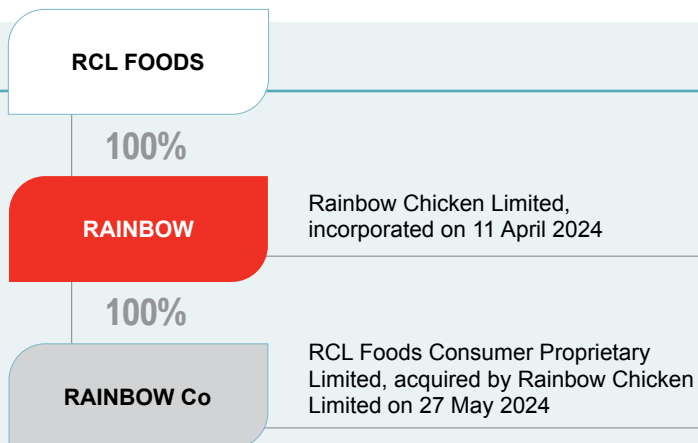 RCL FOODS
100%
RAINBOW
Rainbow Chicken Limited,
incorporated on 11 April 2024
100%
RAINBOW Co
RCL Foods Consumer Proprietary
Limited, acquired by Rainbow Chicken
Limited on 27 May 2024